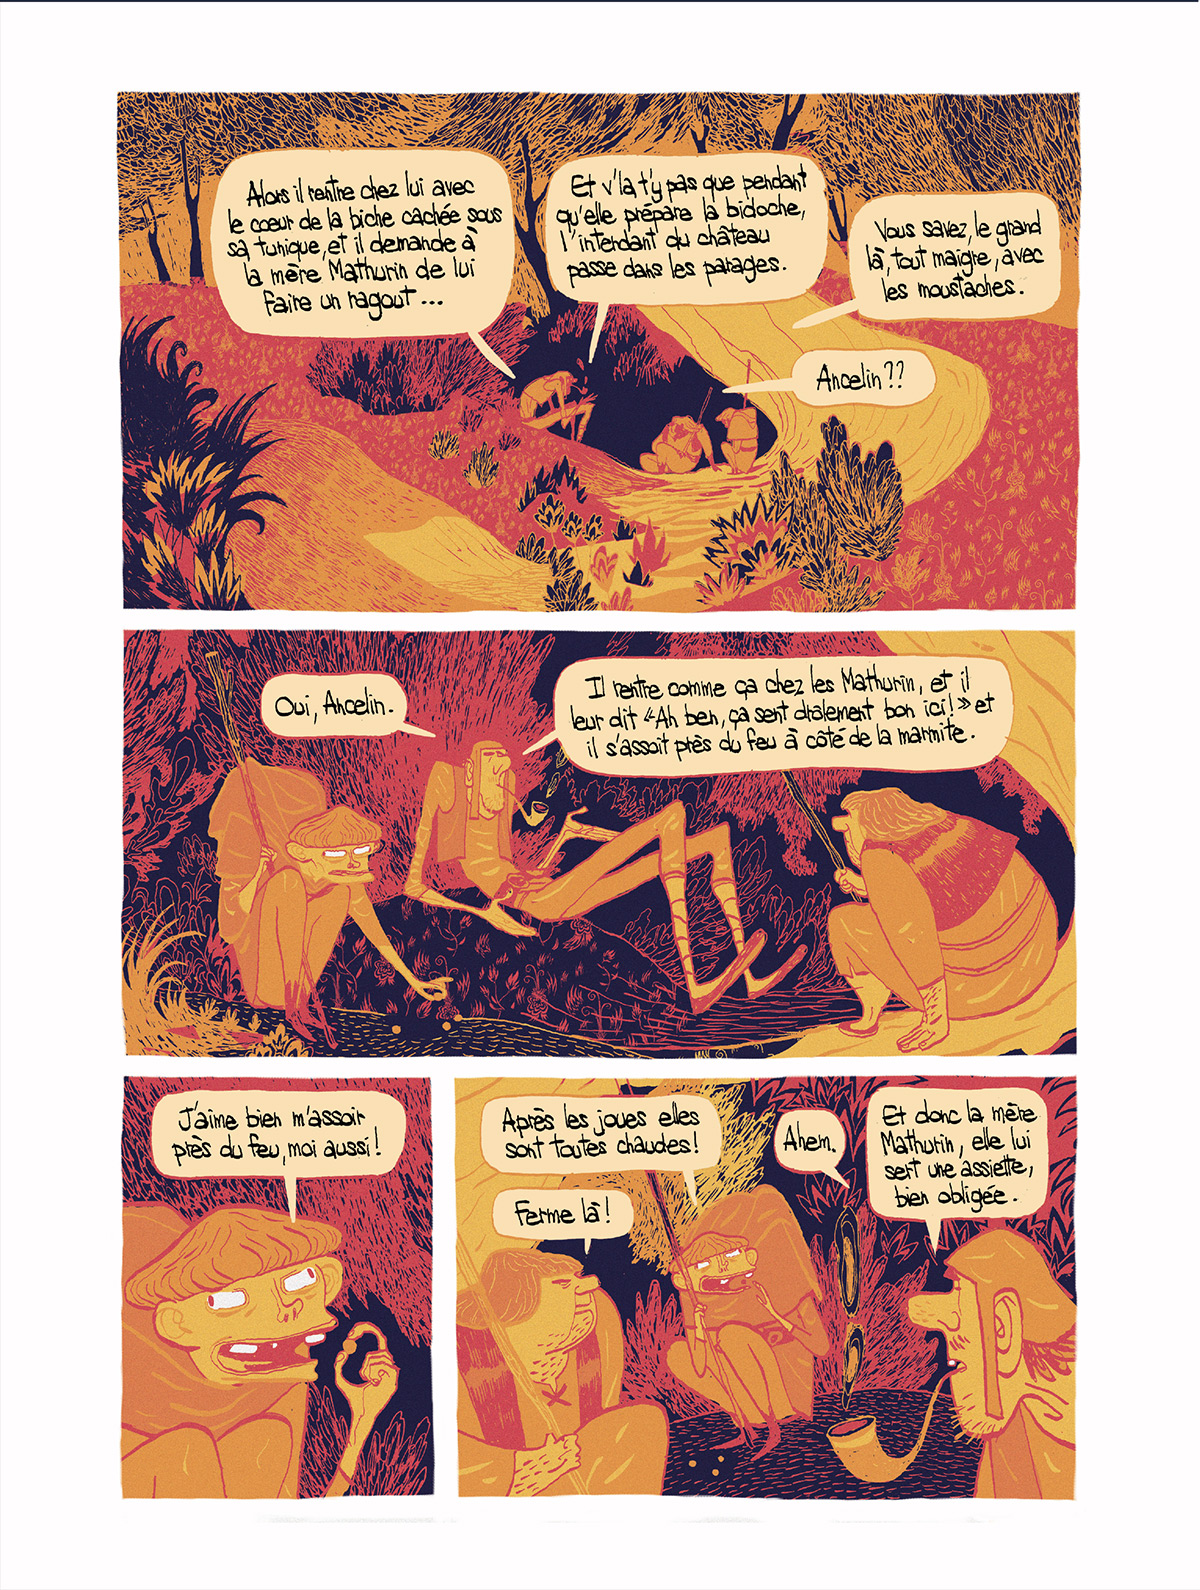 Alors il rentre chez lui avec
le cœur de la biche cachée sous
sa tunique, et il demande à
la mère Mathurin de lui
faire un ragout...
Et v'la t'y pas que pendant
qu'elle prépare la bidoche,
l'intendant du château
passe dans les parages.
Vous savez, le grand
là, tout maigre, avec
les moustaches.
Ancelin??
Oui, Ancelin.
Il rentre comme ça chez les Mathurin, et il
leur dit «Ah ben, ça sent drôlement bon ici!» et
il s'assoit près du feu à côté de la marmite.
J'aime bien m'assoir
près du feu, moi aussi!
Après les joues elles
sont toutes chaudes!
Ferme là!
Ahem.
Et donc la mère
Mathurin, elle lui
sert une assiette,
bien obligée.